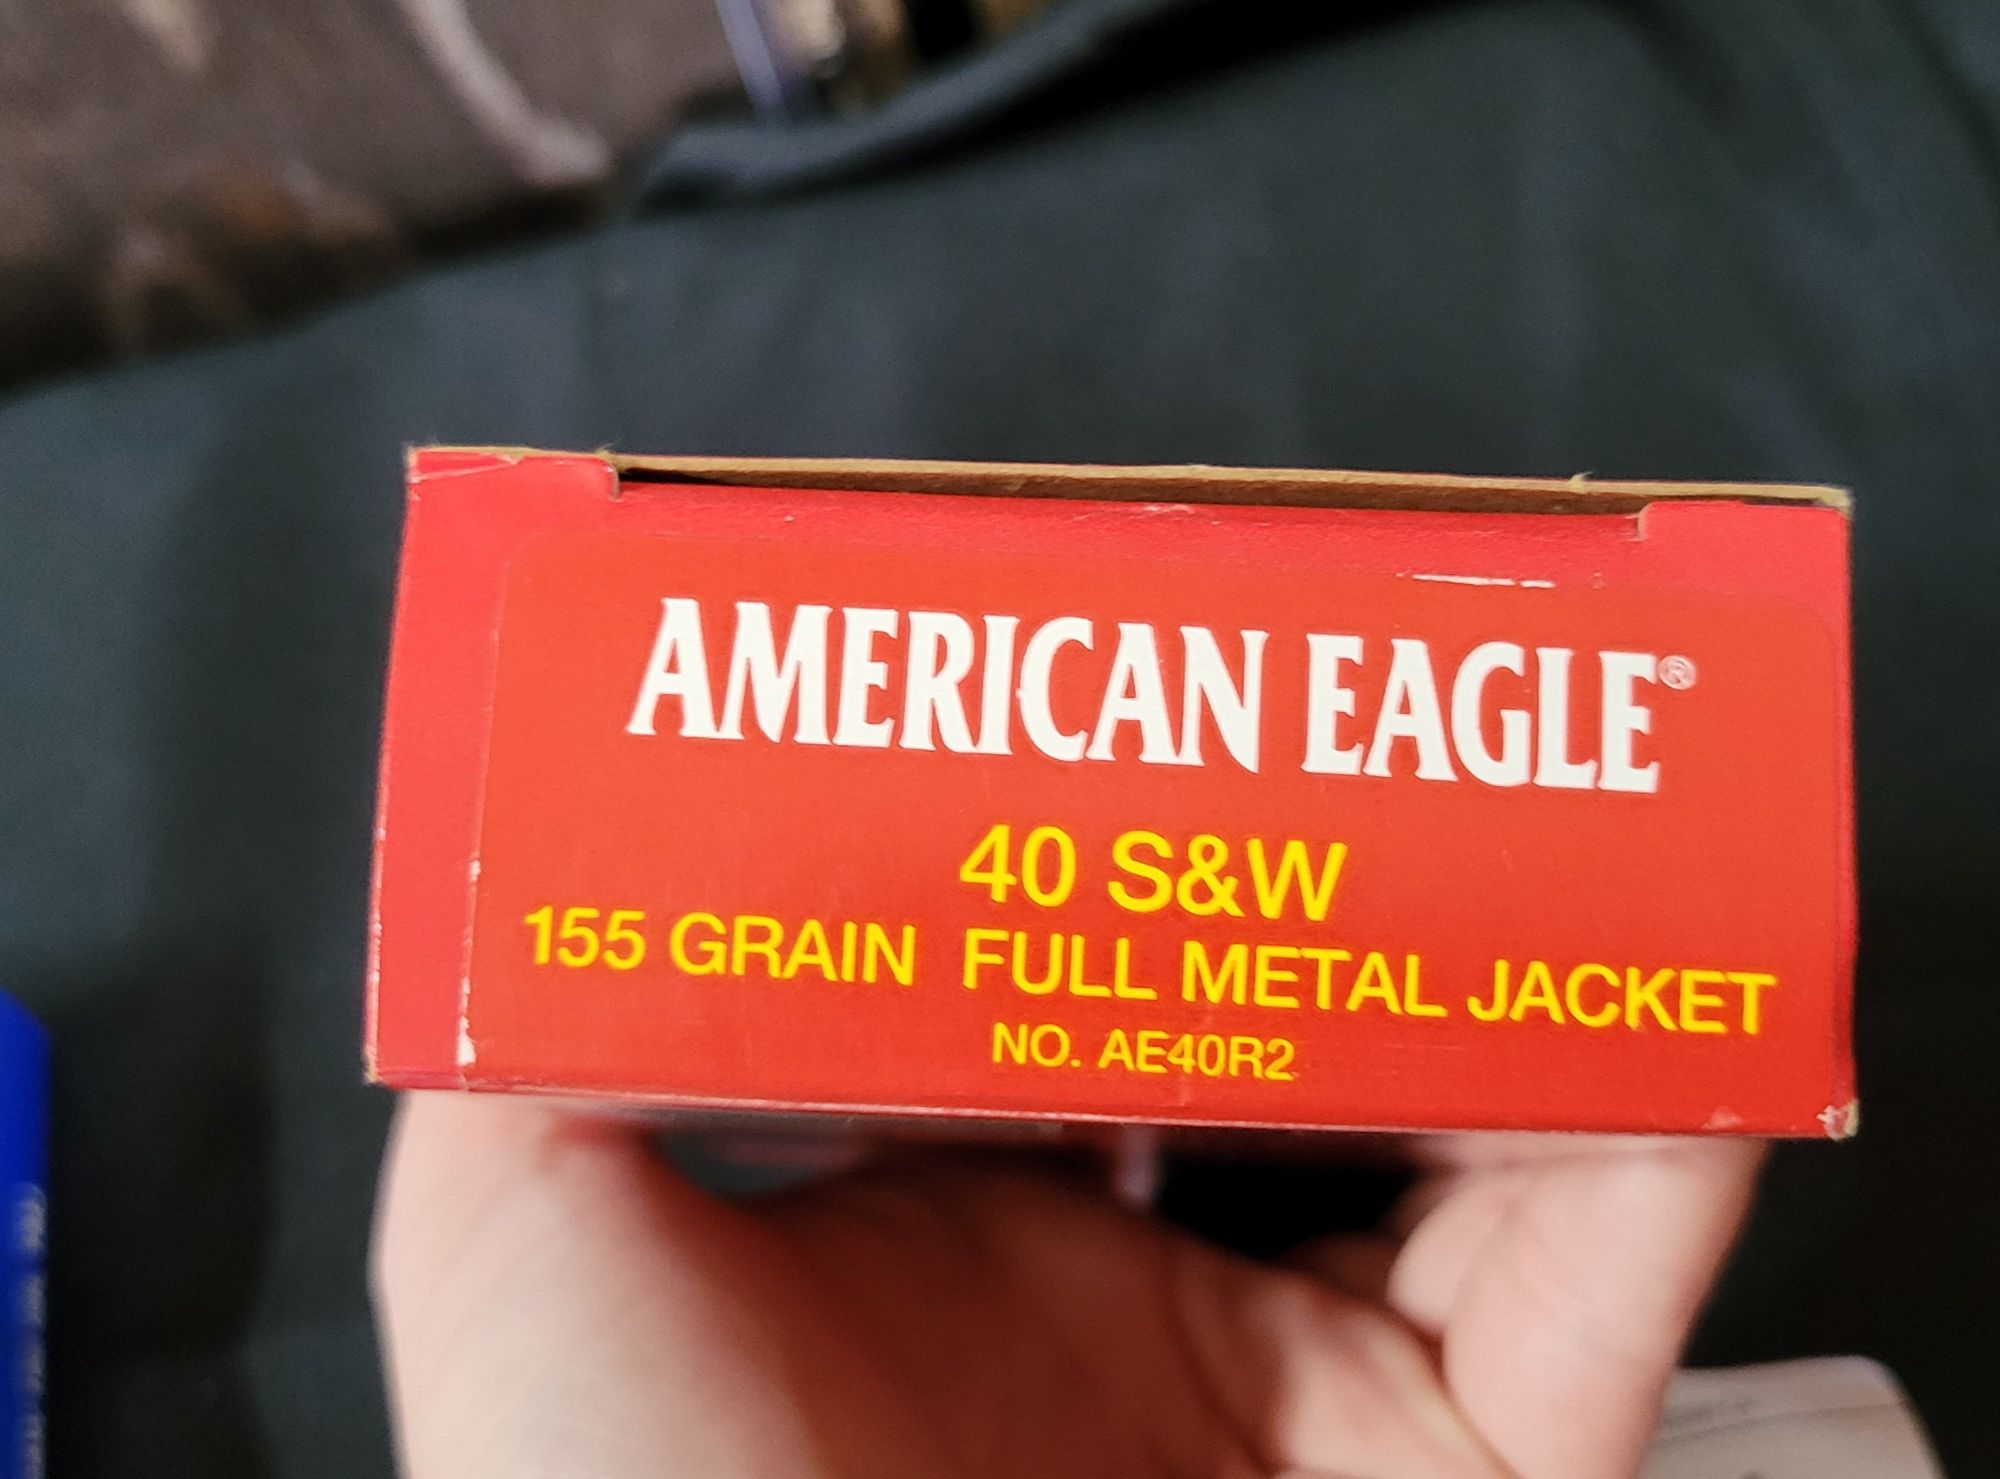 AMERICAN EAGLE®
40 S&W
155 GRAIN FULL METAL JACKET
NO. AE40R2